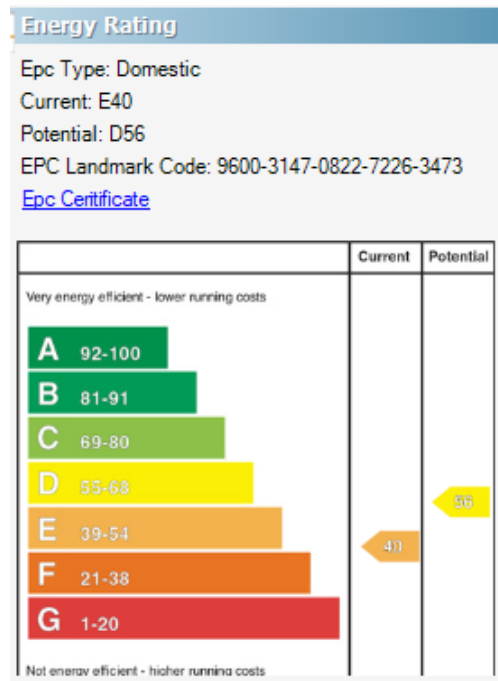 Energy Rating
Epc Type: Domestic
Current: E40
Potential: D56
EPC Landmark Code: 9600-3147-0822-7226-3473
Epc Ceritificate
Current Potential
Very energy efficient - lower running costs
A 92-100
B 81-91
C 69-80
D 55-68
56
E 39-54
40
F 21-38
G 1-20
Not energy efficient - higher running costs